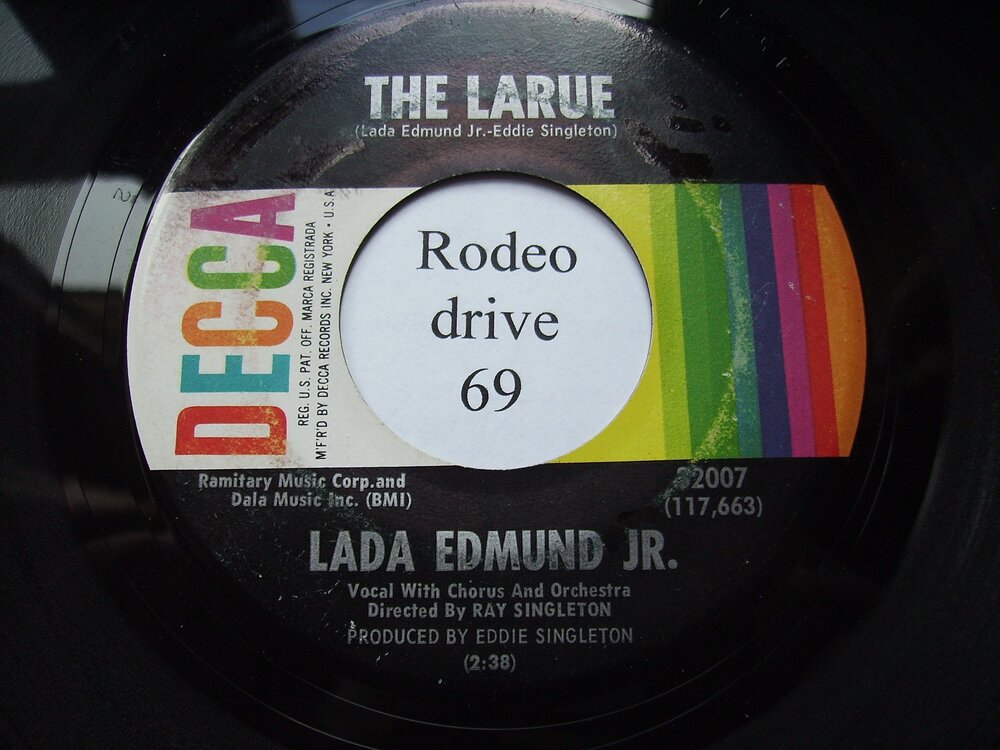 THE LARUE
(Lada Edmund Jr.-Eddie Singleton)
DECCA
REG. U.S. PAT. OFF. MARCA REGISTRADA
M'F'R'D BY DECCA RECORDS INC. NEW YORK • U.S.A
Rodeo
drive
69
Ramitary Music Corp.and
Dala Music Inc. (BMI)
32007
(117,663)
LADA EDMUND JR.
Vocal With Chorus And Orchestra
Directed By RAY SINGLETON
PRODUCED BY EDDIE SINGLETON
(2:38)